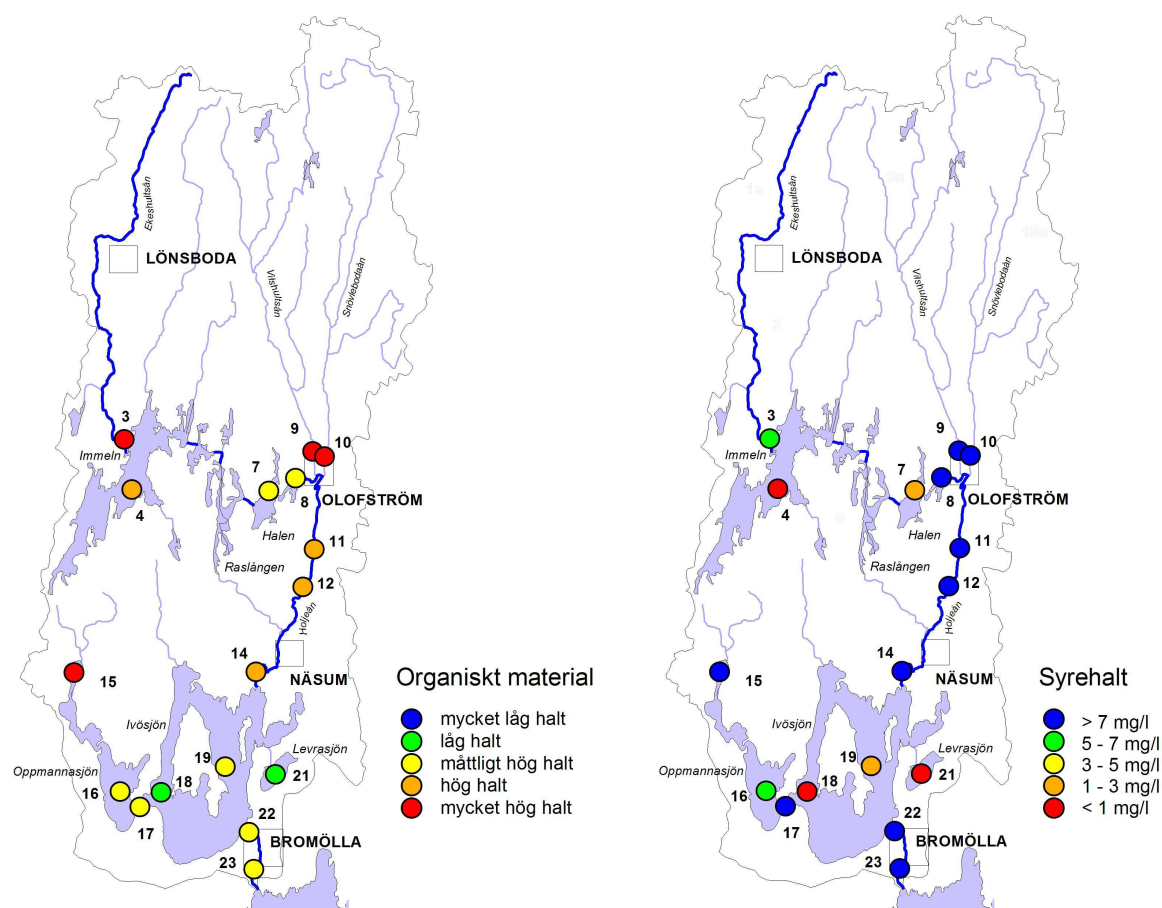 Ekeshultsån
LÖNSBODA
Vilshultsån
Snövlebodaån
3
Immeln
4
7
8
9
10
OLOFSTRÖM
Halen
Raslången
11
12
Holjeån
14
NÄSUM
15
Ivösjön
Levrasjön
Oppmannasjön
16
17
18
19
21
22
BROMÖLLA
23
Organiskt material
mycket låg halt
låg halt
måttligt hög halt
hög halt
mycket hög halt
Ekeshultsån
LÖNSBODA
Vilshultsån
Snövlebodaån
3
Immeln
4
7
8
9
10
OLOFSTRÖM
Halen
Raslången
11
12
Holjeån
14
NÄSUM
15
Ivösjön
Levrasjön
Oppmannasjön
16
17
18
19
21
22
BROMÖLLA
23
Syrehalt
> 7 mg/l
5 - 7 mg/l
3 - 5 mg/l
1 - 3 mg/l
< 1 mg/l